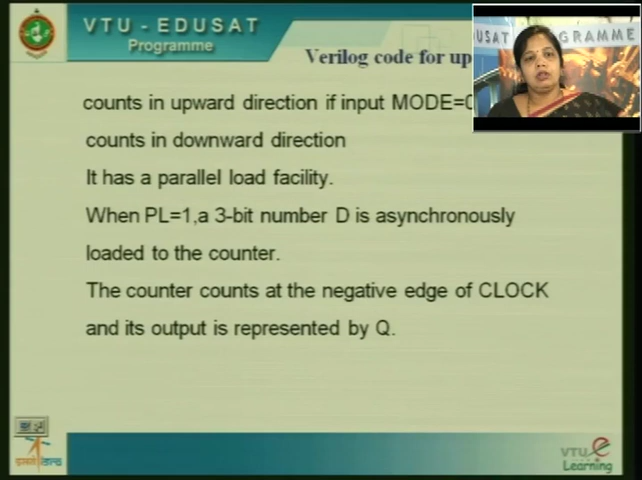 VTU - EDUSAT
Programme
Verilog code for up
EDUSAT PROGRAMME
counts in upward direction if input MODE=0
counts in downward direction
It has a parallel load facility.
When PL=1,a 3-bit number D is asynchronously
loaded to the counter.
The counter counts at the negative edge of CLOCK
and its output is represented by Q.
VTU e
Learning